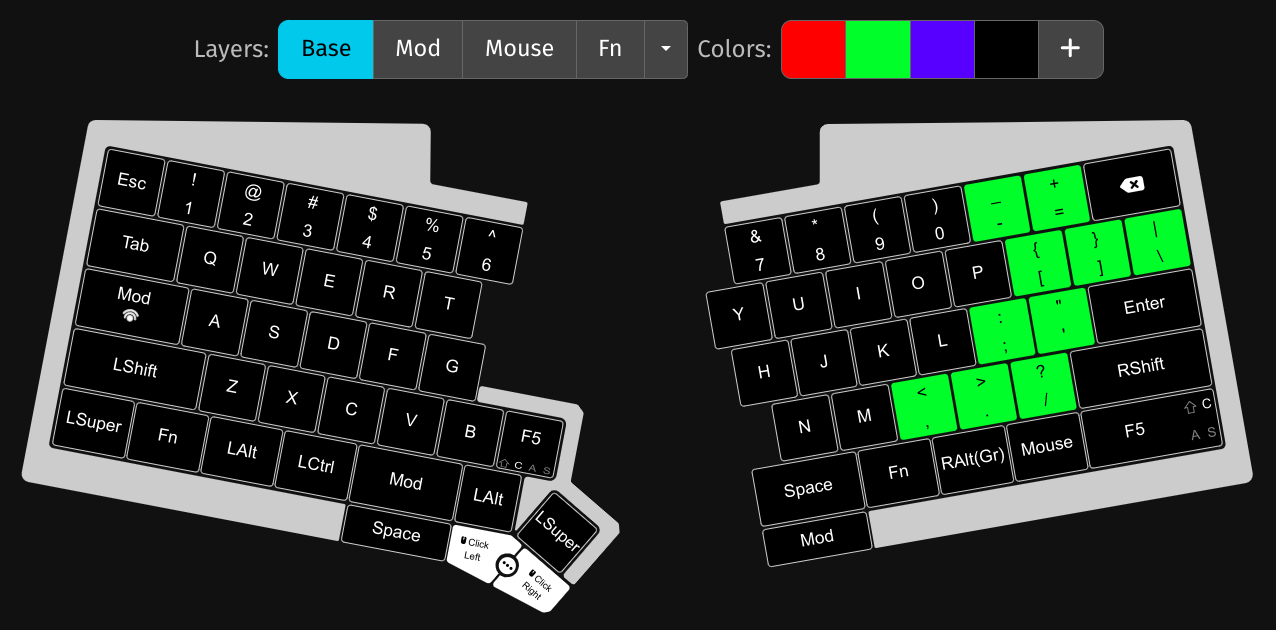 Layers: Base Mod Mouse Fn Colors: +
Esc ! 1 @ 2 # 3 $ 4 % 5 ^ 6
Tab Q W E R T
Mod A S D F G
LShift Z X C V B F5 C A S
LSuper Fn LAlt LCtrl Mod LAlt LSuper
Space Click Left Click Right
& 7 * 8 ( 9 ) 0 _ - + =
Y U I O P { [ } ] | \
H J K L : ; " ' Enter
N M < , > . ? / RShift
Space Fn RAlt(Gr) Mouse F5 C A S
Mod